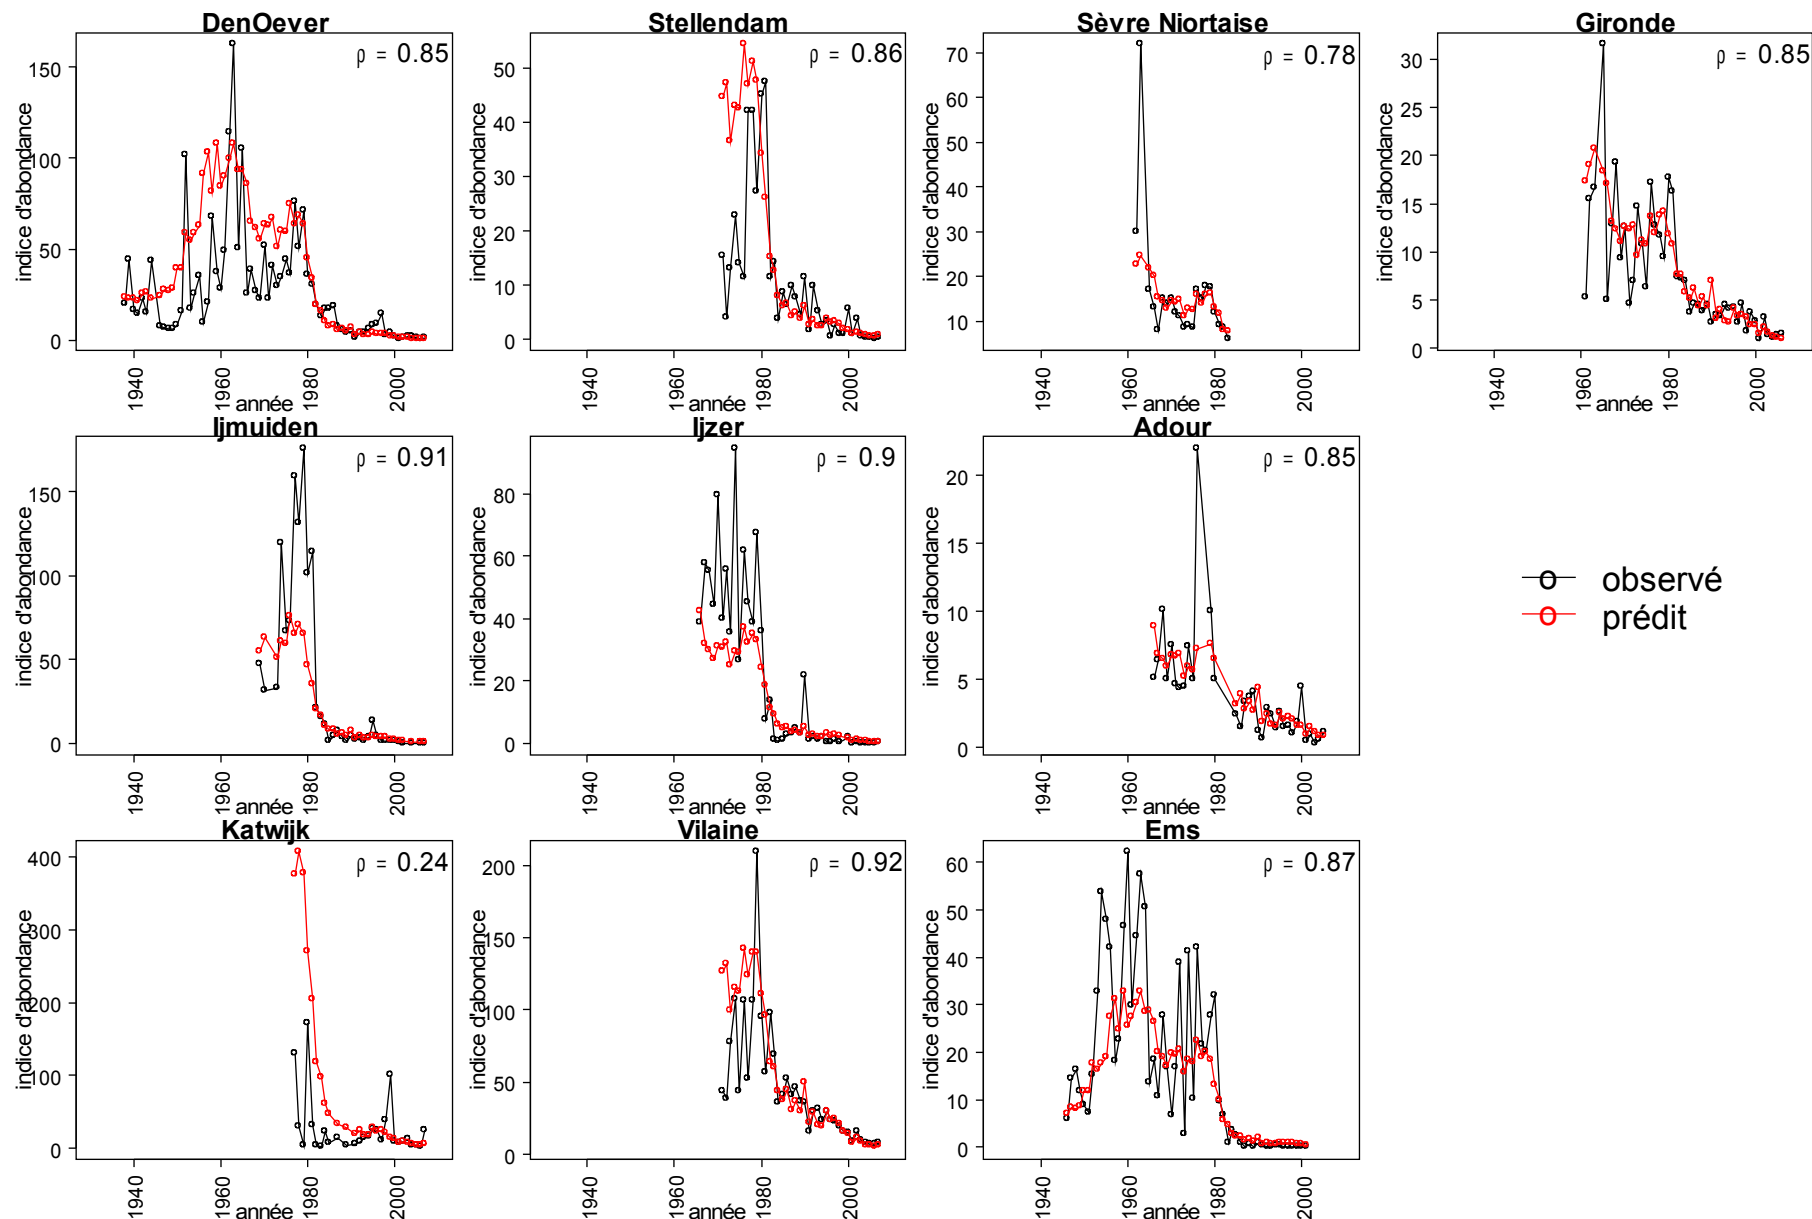 DenOever
ρ = 0.85
indice d'abondance
150
100
50
0
1940
1960
1980
2000
année
Stellendam
ρ = 0.86
indice d'abondance
50
40
30
20
10
0
1940
1960
1980
2000
année
Sèvre Niortaise
ρ = 0.78
indice d'abondance
70
60
50
40
30
20
10
1940
1960
1980
2000
année
Gironde
ρ = 0.85
indice d'abondance
30
25
20
15
10
5
0
1940
1960
1980
2000
année
Ijmuiden
ρ = 0.91
indice d'abondance
150
100
50
0
1940
1960
1980
2000
année
Ijzer
ρ = 0.9
indice d'abondance
80
60
40
20
0
1940
1960
1980
2000
année
Adour
ρ = 0.85
indice d'abondance
20
15
10
5
0
1940
1960
1980
2000
année
observé
prédit
Katwijk
ρ = 0.24
indice d'abondance
400
300
200
100
0
1940
1960
1980
2000
année
Vilaine
ρ = 0.92
indice d'abondance
200
150
100
50
0
1940
1960
1980
2000
année
Ems
ρ = 0.87
indice d'abondance
60
50
40
30
20
10
0
1940
1960
1980
2000
année